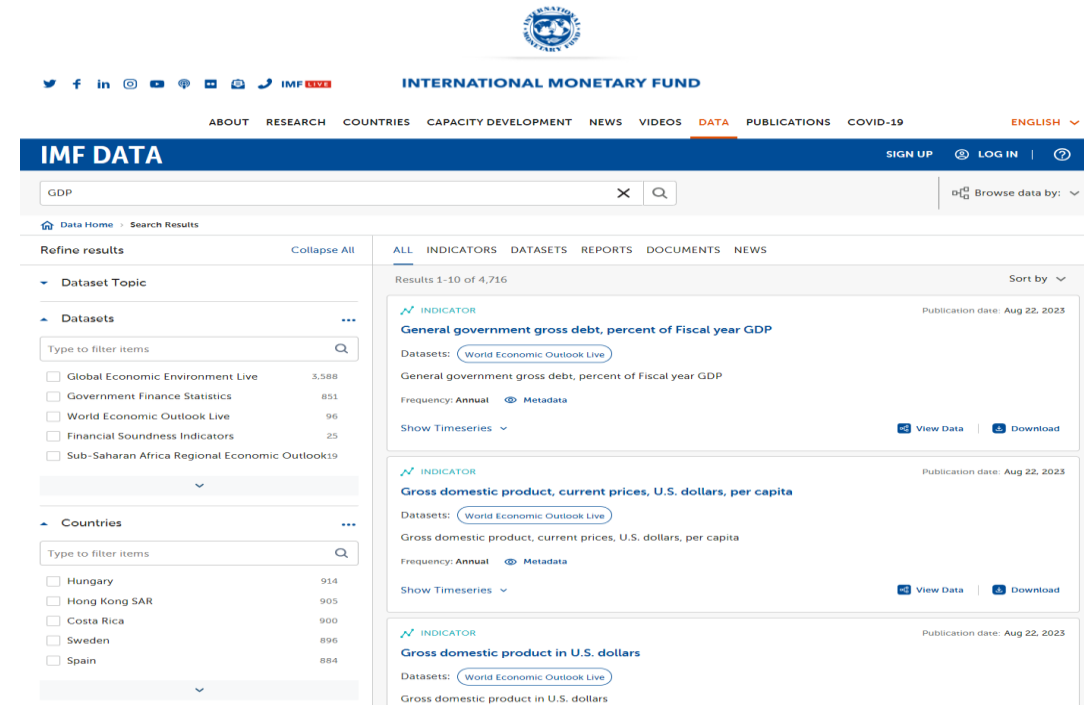 INTERNATIONAL MONETARY FUND
IMF LIVE
INTERNATIONAL MONETARY FUND
ABOUT RESEARCH COUNTRIES CAPACITY DEVELOPMENT NEWS VIDEOS DATA PUBLICATIONS COVID-19 ENGLISH
IMF DATA
SIGN UP LOG IN | ?
GDP
Browse data by:
Data Home > Search Results
Refine results Collapse All
Dataset Topic
Datasets ...
Type to filter items
Global Economic Environment Live 3,588
Government Finance Statistics 851
World Economic Outlook Live 96
Financial Soundness Indicators 25
Sub-Saharan Africa Regional Economic Outlook 19
Countries ...
Type to filter items
Hungary 914
Hong Kong SAR 905
Costa Rica 900
Sweden 896
Spain 884
ALL INDICATORS DATASETS REPORTS DOCUMENTS NEWS
Results 1-10 of 4,716 Sort by
INDICATOR Publication date: Aug 22, 2023
General government gross debt, percent of Fiscal year GDP
Datasets: World Economic Outlook Live
General government gross debt, percent of Fiscal year GDP
Frequency: Annual Metadata
Show Timeseries View Data | Download
INDICATOR Publication date: Aug 22, 2023
Gross domestic product, current prices, U.S. dollars, per capita
Datasets: World Economic Outlook Live
Gross domestic product, current prices, U.S. dollars, per capita
Frequency: Annual Metadata
Show Timeseries View Data | Download
INDICATOR Publication date: Aug 22, 2023
Gross domestic product in U.S. dollars
Datasets: World Economic Outlook Live
Gross domestic product in U.S. dollars